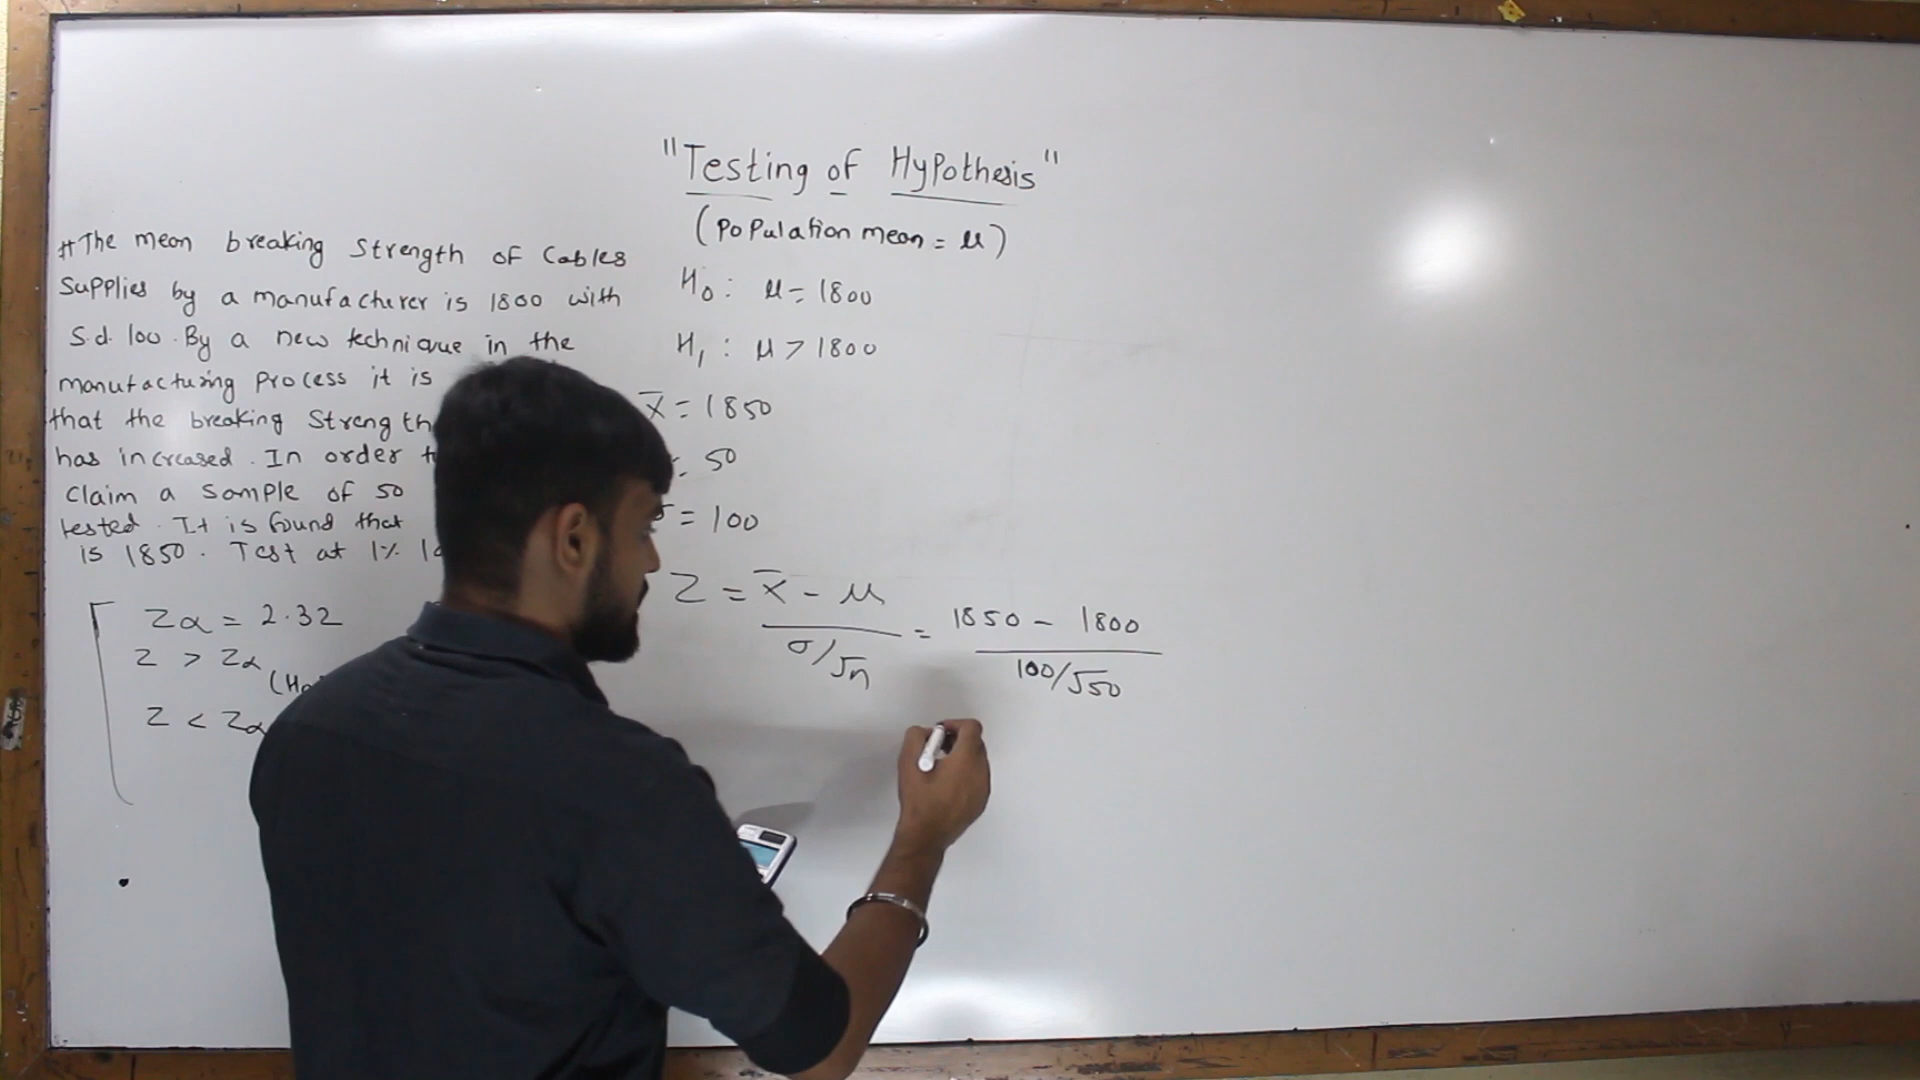 "Testing of Hypothesis"
(Population mean = μ)
#The mean breaking Strength of Cables
Supplies by a manufacturer is 1800 with
S.d. 100. By a new technique in the
manufacturing Process it is
that the breaking Strength
has increased. In order
Claim a Sample of 50
tested. It is found that
is 1850. Test at 1%
Zα = 2.32
Z > Zα
(H₀
Z < Zα
H₀ : μ = 1800
H₁ : μ > 1800
x̄ = 1850
= 50
σ = 100
Z = x̄ - μ / σ/√n = 1850 - 1800 / 100/√50